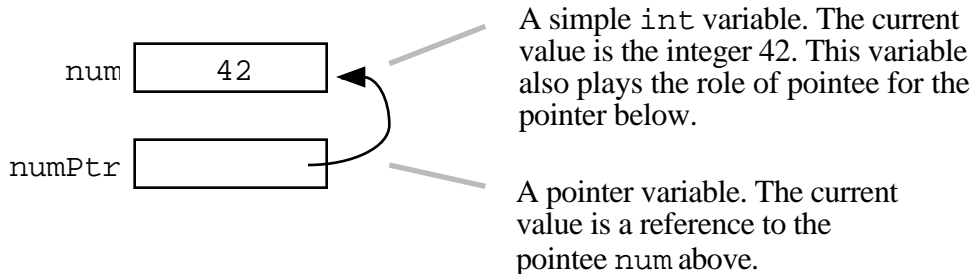 A simple int variable. The current
value is the integer 42. This variable
also plays the role of pointee for the
pointer below.
num 42
numPtr
A pointer variable. The current
value is a reference to the
pointee num above.